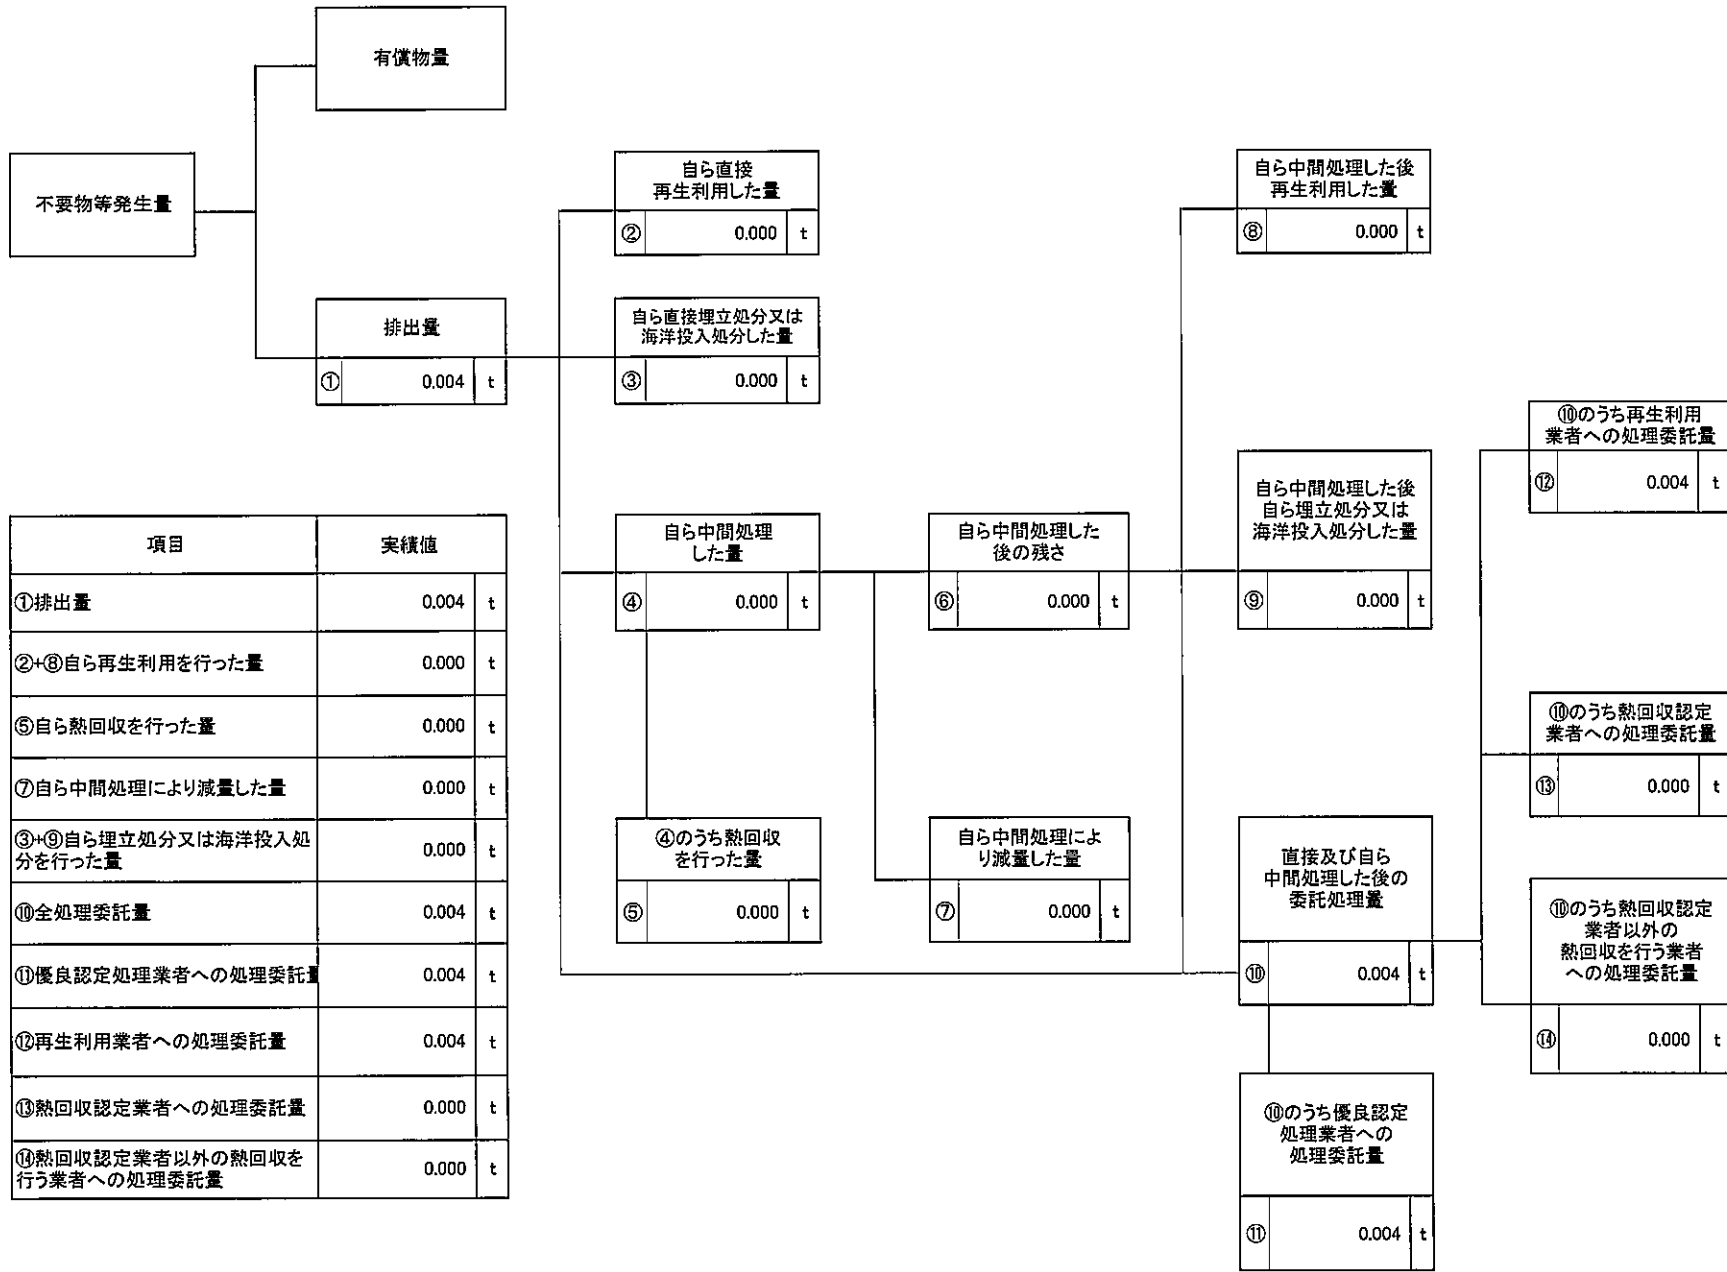 有償物量
不要物等発生量
排出量
① 0.004 t
自ら直接
再生利用した量
② 0.000 t
自ら直接埋立処分又は
海洋投入処分した量
③ 0.000 t
自ら中間処理した後
再生利用した量
⑧ 0.000 t
自ら中間処理
した量
④ 0.000 t
自ら中間処理した
後の残さ
⑥ 0.000 t
自ら中間処理した後
自ら埋立処分又は
海洋投入処分した量
⑨ 0.000 t
④のうち熱回収
を行った量
⑤ 0.000 t
自ら中間処理によ
り減量した量
⑦ 0.000 t
直接及び自ら
中間処理した後の
委託処理量
⑩ 0.004 t
⑩のうち優良認定
処理業者への
処理委託量
⑪ 0.004 t
⑩のうち再生利用
業者への処理委託量
⑫ 0.004 t
⑩のうち熱回収認定
業者への処理委託量
⑬ 0.000 t
⑩のうち熱回収認定
業者以外の
熱回収を行う業者
への処理委託量
⑭ 0.000 t
項目 実績値
①排出量 0.004 t
②+⑧自ら再生利用を行った量 0.000 t
⑤自ら熱回収を行った量 0.000 t
⑦自ら中間処理により減量した量 0.000 t
③+⑨自ら埋立処分又は海洋投入処
分を行った量 0.000 t
⑩全処理委託量 0.004 t
⑪優良認定処理業者への処理委託量 0.004 t
⑫再生利用業者への処理委託量 0.004 t
⑬熱回収認定業者への処理委託量 0.000 t
⑭熱回収認定業者以外の熱回収を
行う業者への処理委託量 0.000 t